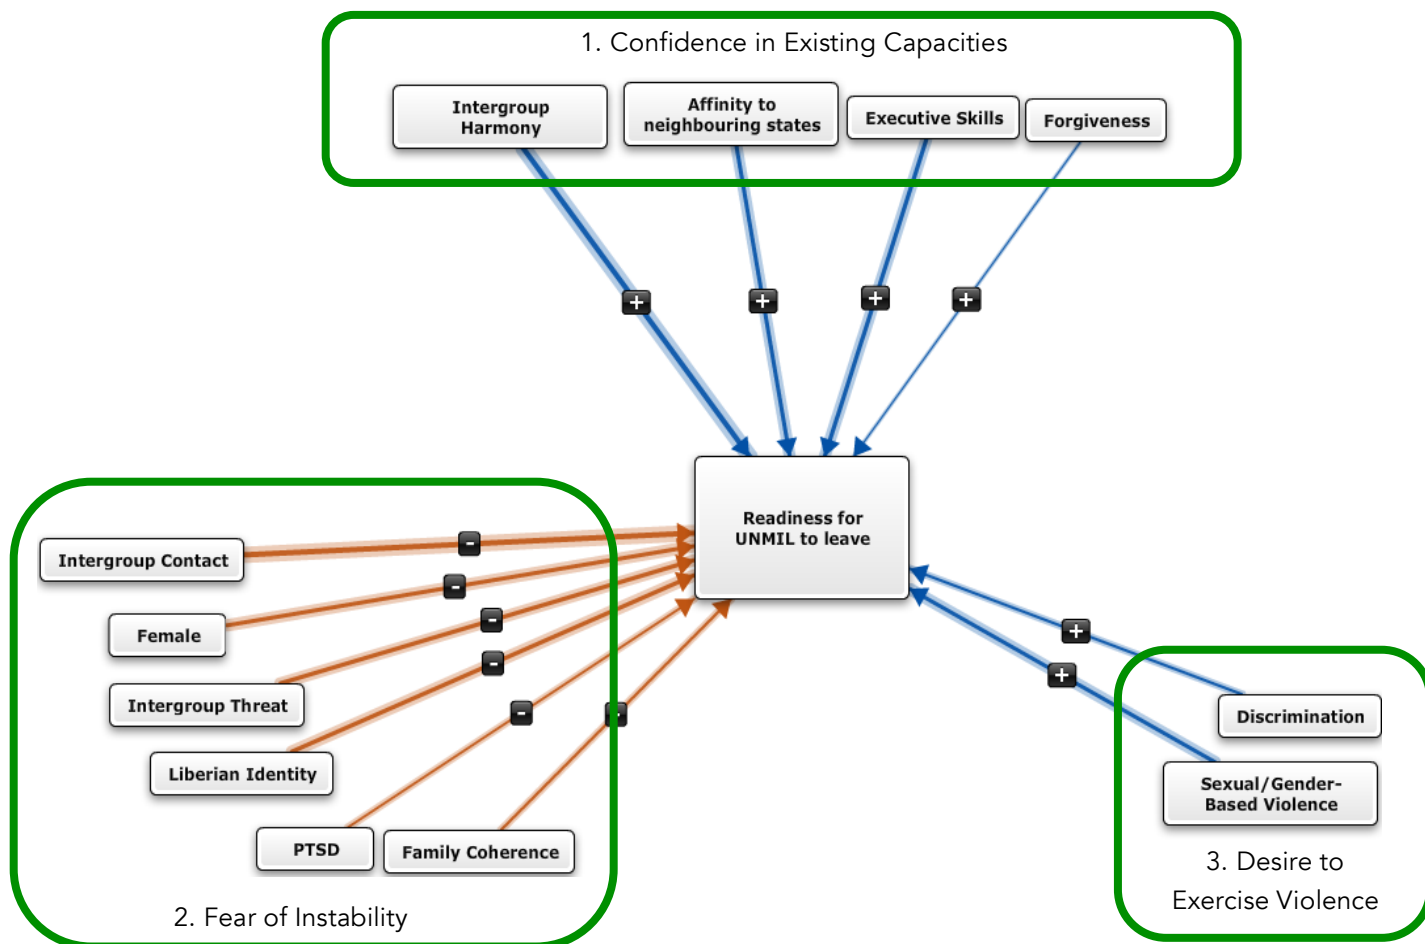 1. Confidence in Existing Capacities
Intergroup
Harmony
Affinity to
neighbouring states
Executive Skills
Forgiveness
+
+
+
+
Readiness for
UNMIL to leave
Intergroup Contact
-
Female
-
Intergroup Threat
-
Liberian Identity
-
PTSD
-
Family Coherence
-
2. Fear of Instability
+
Discrimination
+
Sexual/Gender-
Based Violence
3. Desire to
Exercise Violence